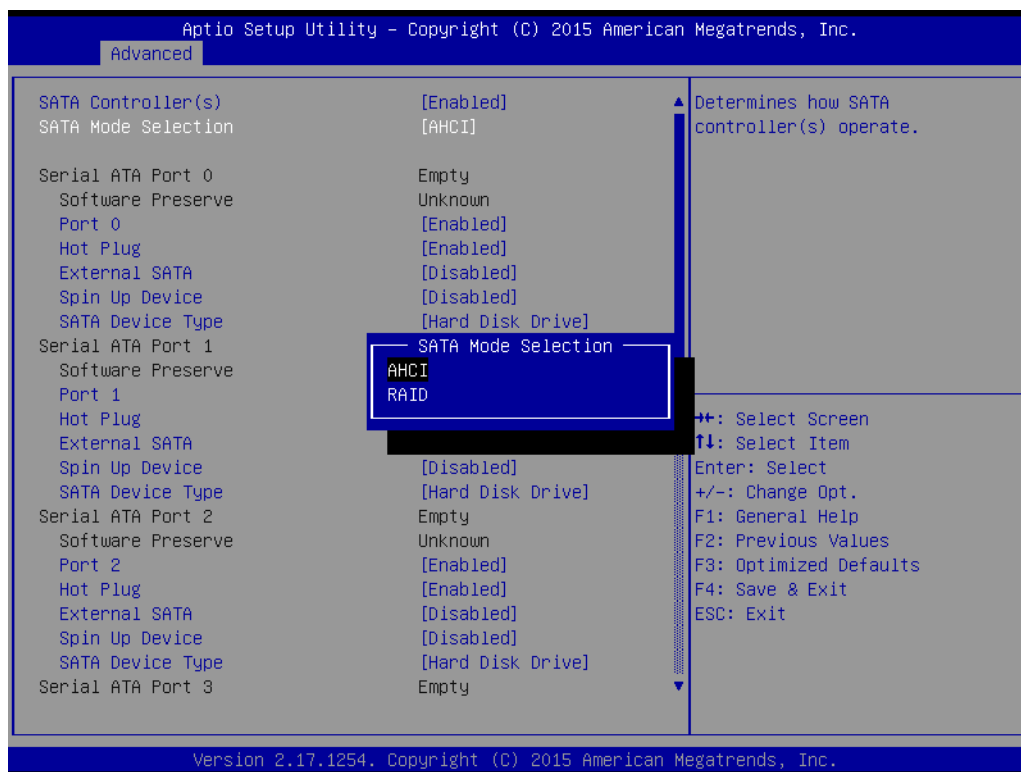 Aptio Setup Utility – Copyright (C) 2015 American Megatrends, Inc.
Advanced
SATA Controller(s) [Enabled]
SATA Mode Selection [AHCI]
Serial ATA Port 0 Empty
Software Preserve Unknown
Port 0 [Enabled]
Hot Plug [Enabled]
External SATA [Disabled]
Spin Up Device [Disabled]
SATA Device Type [Hard Disk Drive]
Serial ATA Port 1
Software Preserve
Port 1
Hot Plug
External SATA
Spin Up Device [Disabled]
SATA Device Type [Hard Disk Drive]
Serial ATA Port 2 Empty
Software Preserve Unknown
Port 2 [Enabled]
Hot Plug [Enabled]
External SATA [Disabled]
Spin Up Device [Disabled]
SATA Device Type [Hard Disk Drive]
Serial ATA Port 3 Empty
SATA Mode Selection
AHCI
RAID
Determines how SATA
controller(s) operate.
→←: Select Screen
↑↓: Select Item
Enter: Select
+/-: Change Opt.
F1: General Help
F2: Previous Values
F3: Optimized Defaults
F4: Save & Exit
ESC: Exit
Version 2.17.1254. Copyright (C) 2015 American Megatrends, Inc.